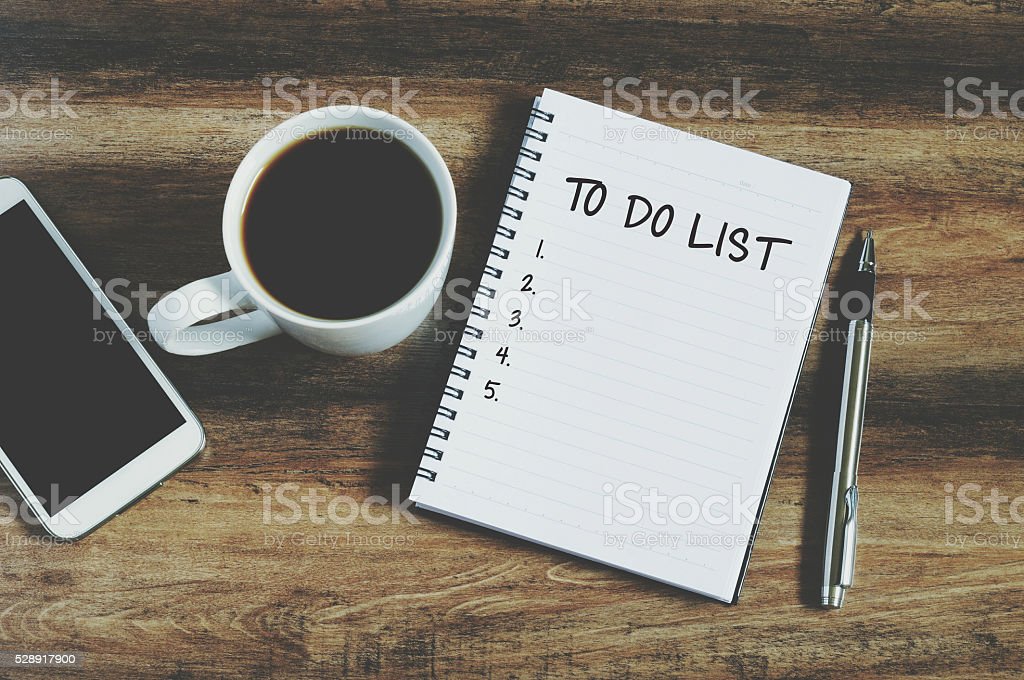 TO DO LIST
1.
2.
3.
4.
5.
iStock
by Getty Images
528917900